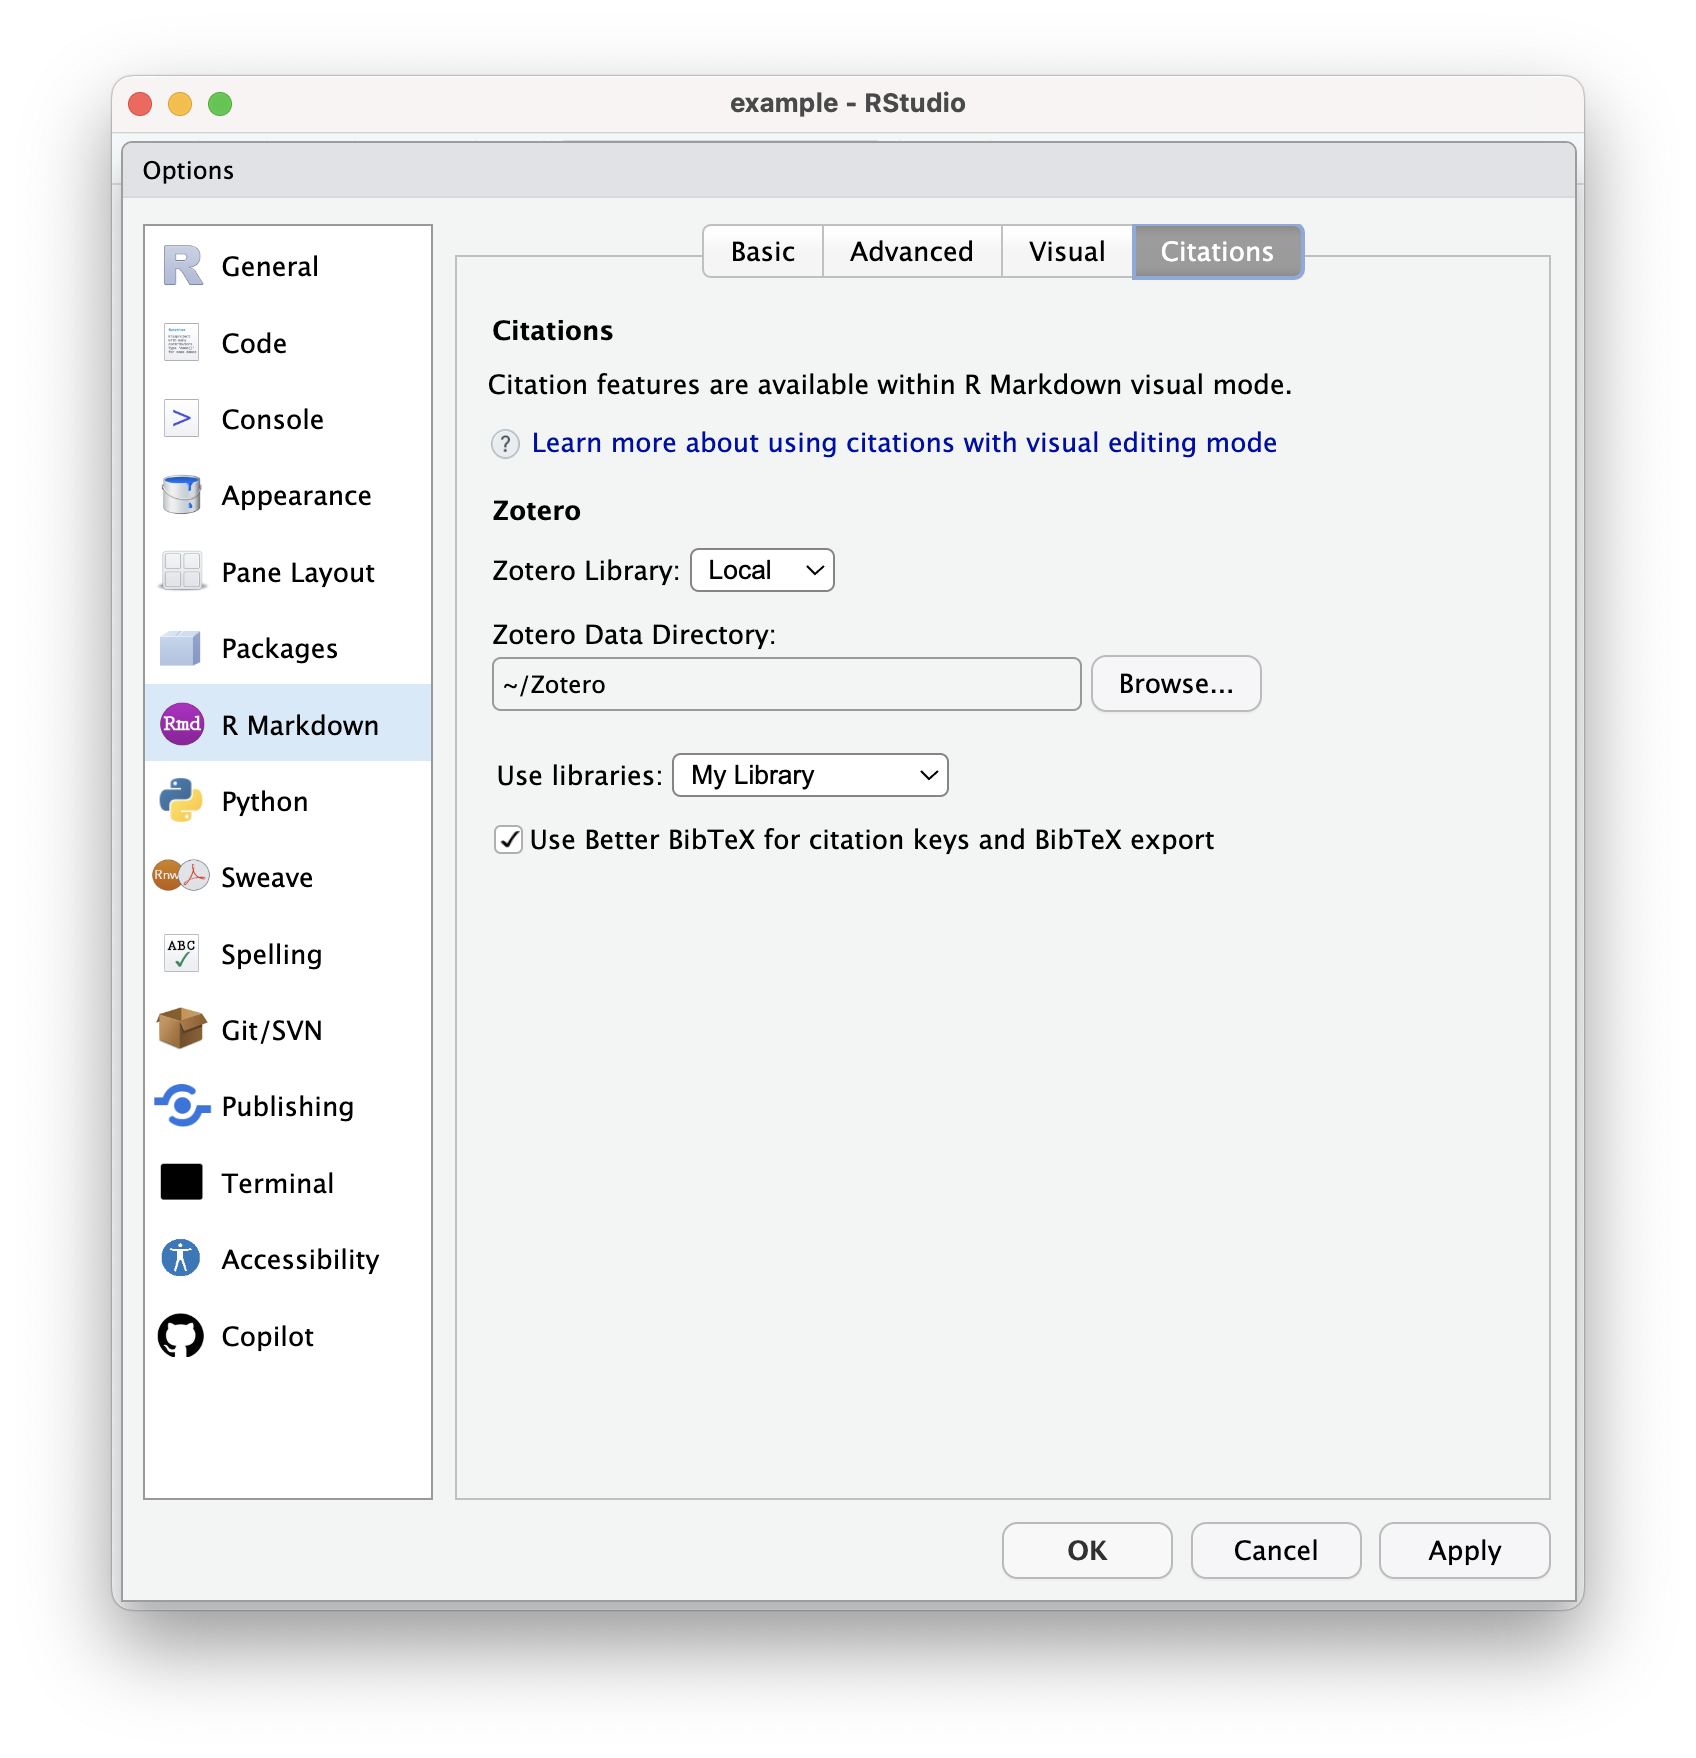 example - RStudio
Options
General
Code
Console
>
Appearance
Pane Layout
Packages
Rmd
R Markdown
Python
Rnw
Sweave
ABC
Spelling
Git/SVN
Publishing
Terminal
Accessibility
Copilot
Basic Advanced Visual Citations
Citations
Citation features are available within R Markdown visual mode.
? Learn more about using citations with visual editing mode
Zotero
Zotero Library: Local
Zotero Data Directory:
~/Zotero Browse...
Use libraries: My Library
Use Better BibTeX for citation keys and BibTeX export
OK Cancel Apply